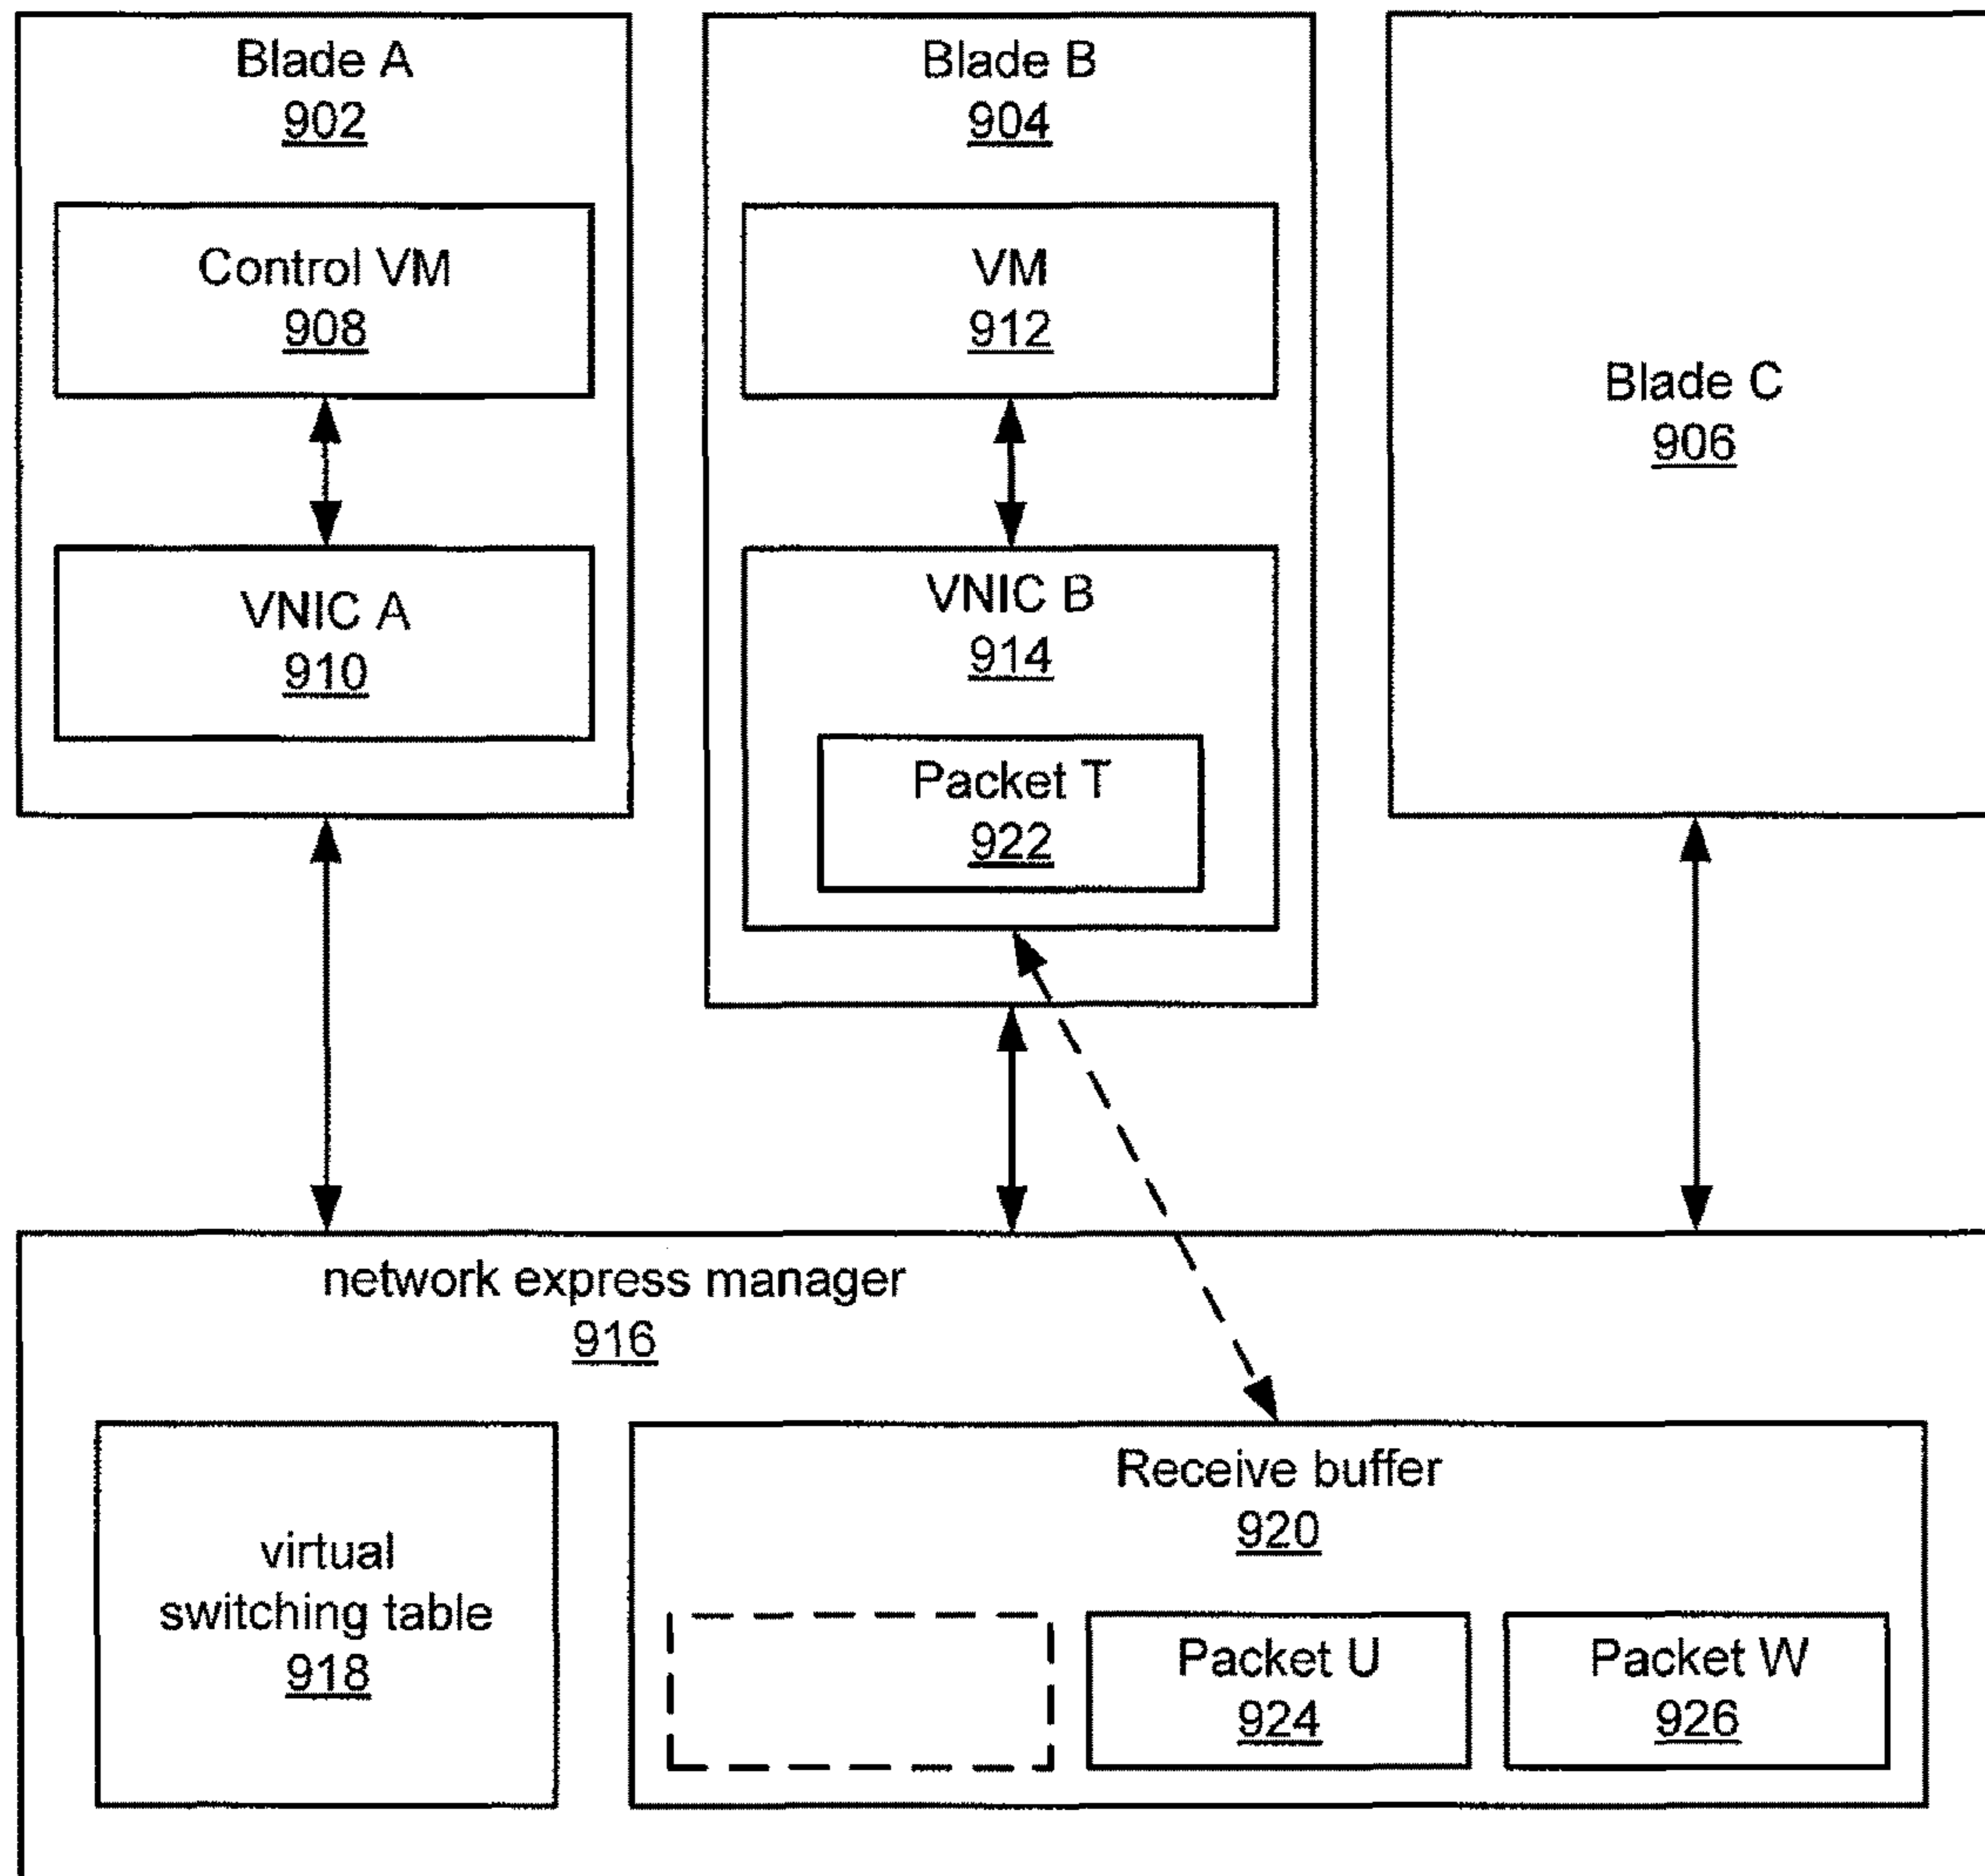 Blade A
902
Control VM
908
VNIC A
910
Blade B
904
VM
912
VNIC B
914
Packet T
922
Blade C
906
network express manager
916
virtual
switching table
918
Receive buffer
920
Packet U
924
Packet W
926